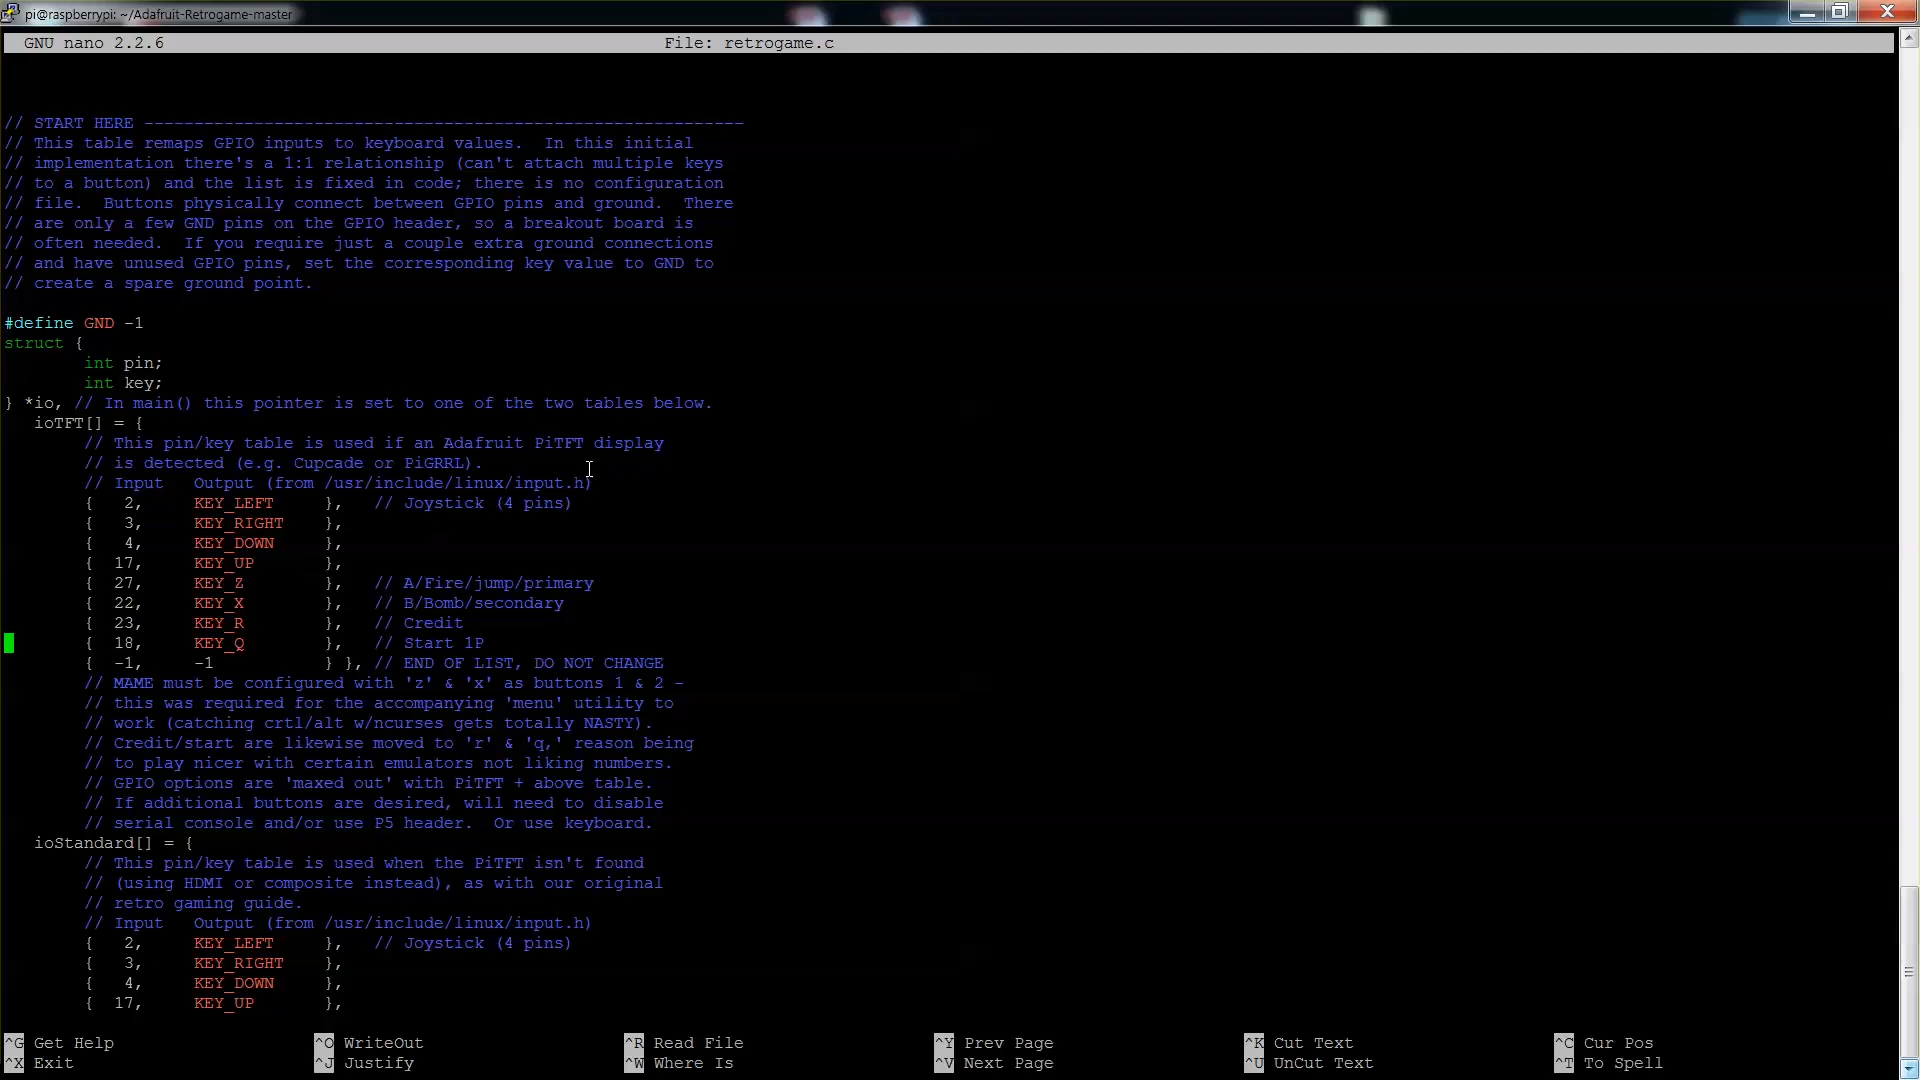 pi@raspberrypi: ~/Adafruit-Retrogame-master
GNU nano 2.2.6 File: retrogame.c
// START HERE ------------------------------------------------------------
// This table remaps GPIO inputs to keyboard values.  In this initial
// implementation there's a 1:1 relationship (can't attach multiple keys
// to a button) and the list is fixed in code; there is no configuration
// file.  Buttons physically connect between GPIO pins and ground.  There
// are only a few GND pins on the GPIO header, so a breakout board is
// often needed.  If you require just a couple extra ground connections
// and have unused GPIO pins, set the corresponding key value to GND to
// create a spare ground point.
#define GND -1
struct {
        int pin;
        int key;
} *io, // In main() this pointer is set to one of the two tables below.
   ioTFT[] = {
        // This pin/key table is used if an Adafruit PiTFT display
        // is detected (e.g. Cupcade or PiGRRL).
        // Input   Output (from /usr/include/linux/input.h)
        {   2,     KEY_LEFT     },   // Joystick (4 pins)
        {   3,     KEY_RIGHT    },
        {   4,     KEY_DOWN     },
        {  17,     KEY_UP       },
        {  27,     KEY_Z        },   // A/Fire/jump/primary
        {  22,     KEY_X        },   // B/Bomb/secondary
        {  23,     KEY_R        },   // Credit
        {  18,     KEY_Q        },   // Start 1P
        {  -1,     -1           } }, // END OF LIST, DO NOT CHANGE
        // MAME must be configured with 'z' & 'x' as buttons 1 & 2 -
        // this was required for the accompanying 'menu' utility to
        // work (catching crtl/alt w/ncurses gets totally NASTY).
        // Credit/start are likewise moved to 'r' & 'q,' reason being
        // to play nicer with certain emulators not liking numbers.
        // GPIO options are 'maxed out' with PiTFT + above table.
        // If additional buttons are desired, will need to disable
        // serial console and/or use P5 header.  Or use keyboard.
   ioStandard[] = {
        // This pin/key table is used when the PiTFT isn't found
        // (using HDMI or composite instead), as with our original
        // retro gaming guide.
        // Input   Output (from /usr/include/linux/input.h)
        {   2,     KEY_LEFT     },   // Joystick (4 pins)
        {   3,     KEY_RIGHT    },
        {   4,     KEY_DOWN     },
        {  17,     KEY_UP       },
^G Get Help ^O WriteOut ^R Read File ^Y Prev Page ^K Cut Text ^C Cur Pos
^X Exit ^J Justify ^W Where Is ^V Next Page ^U UnCut Text ^T To Spell